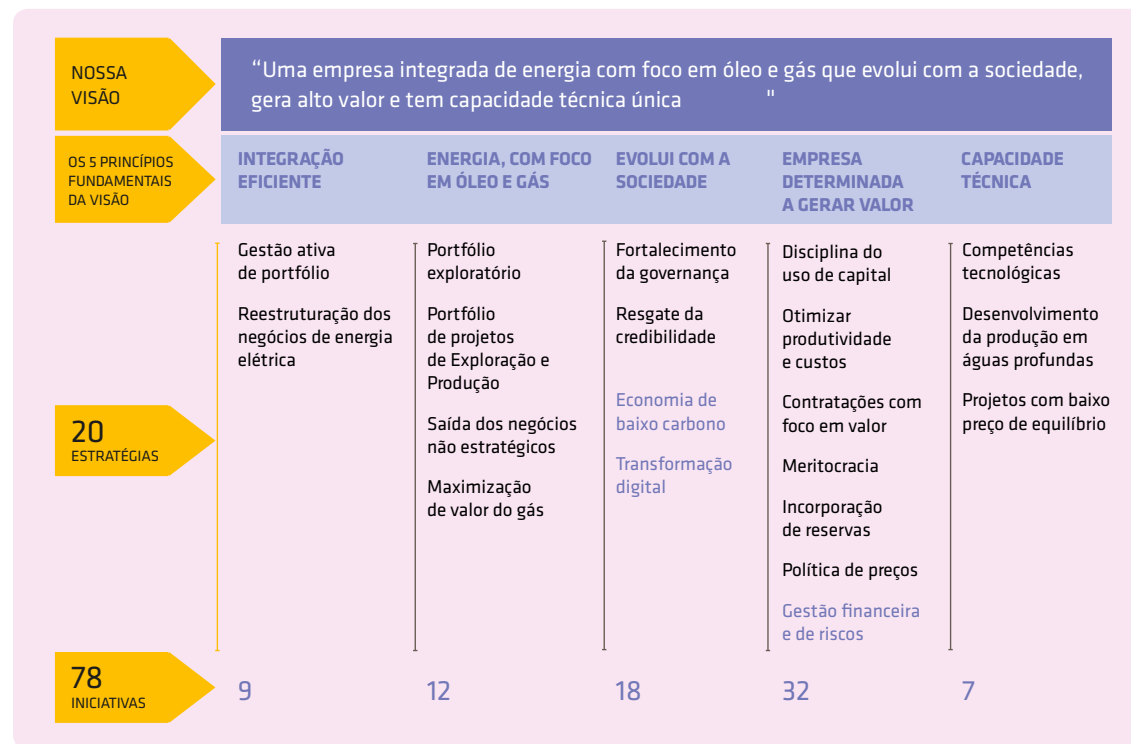 NOSSA
VISÃO
“Uma empresa integrada de energia com foco em óleo e gás que evolui com a sociedade,
gera alto valor e tem capacidade técnica única "
OS 5 PRINCÍPIOS
FUNDAMENTAIS
DA VISÃO
INTEGRAÇÃO
EFICIENTE
ENERGIA, COM FOCO
EM ÓLEO E GÁS
EVOLUI COM A
SOCIEDADE
EMPRESA
DETERMINADA
A GERAR VALOR
CAPACIDADE
TÉCNICA
20
ESTRATÉGIAS
Gestão ativa
de portfólio
Reestruturação dos
negócios de energia
elétrica
Portfólio
exploratório
Portfólio
de projetos
de Exploração e
Produção
Saída dos negócios
não estratégicos
Maximização
de valor do gás
Fortalecimento
da governança
Resgate da
credibilidade
Economia de
baixo carbono
Transformação
digital
Disciplina do
uso de capital
Otimizar
produtividade
e custos
Contratações com
foco em valor
Meritocracia
Incorporação
de reservas
Política de preços
Gestão financeira
e de riscos
Competências
tecnológicas
Desenvolvimento
da produção em
águas profundas
Projetos com baixo
preço de equilíbrio
78
INICIATIVAS
9
12
18
32
7